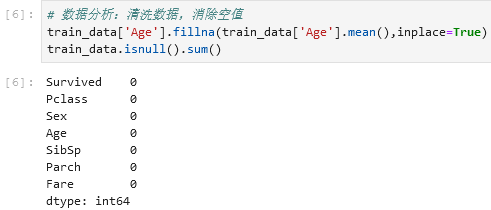 [6]: # 数据分析：清洗数据，消除空值
train_data['Age'].fillna(train_data['Age'].mean(),inplace=True)
train_data.isnull().sum()
[6]: Survived 0
Pclass 0
Sex 0
Age 0
SibSp 0
Parch 0
Fare 0
dtype: int64